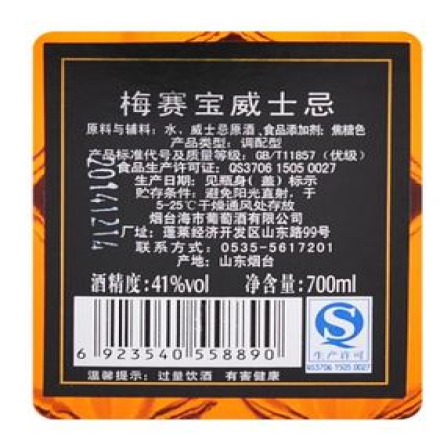 梅赛宝威士忌
原料与辅料：水、威士忌原酒、食品添加剂：焦糖色
产品类型：调配型
产品标准代号及质量等级：GB/T11857（优级）
食品生产许可证：QS3706 1505 0027
生产日期：见瓶身(盖)标示
贮存条件：避免阳光直射，于
5-25℃干燥通风处存放
烟台海市葡萄酒有限公司
厂址：蓬莱经济开发区山东路99号
联系方式：0535-5617201
产地：山东烟台
20141214
酒精度：41%vol 净含量：700ml
6 923540 558890
QS
生产许可
QS3706 1505 0027
温馨提示：过量饮酒 有害健康